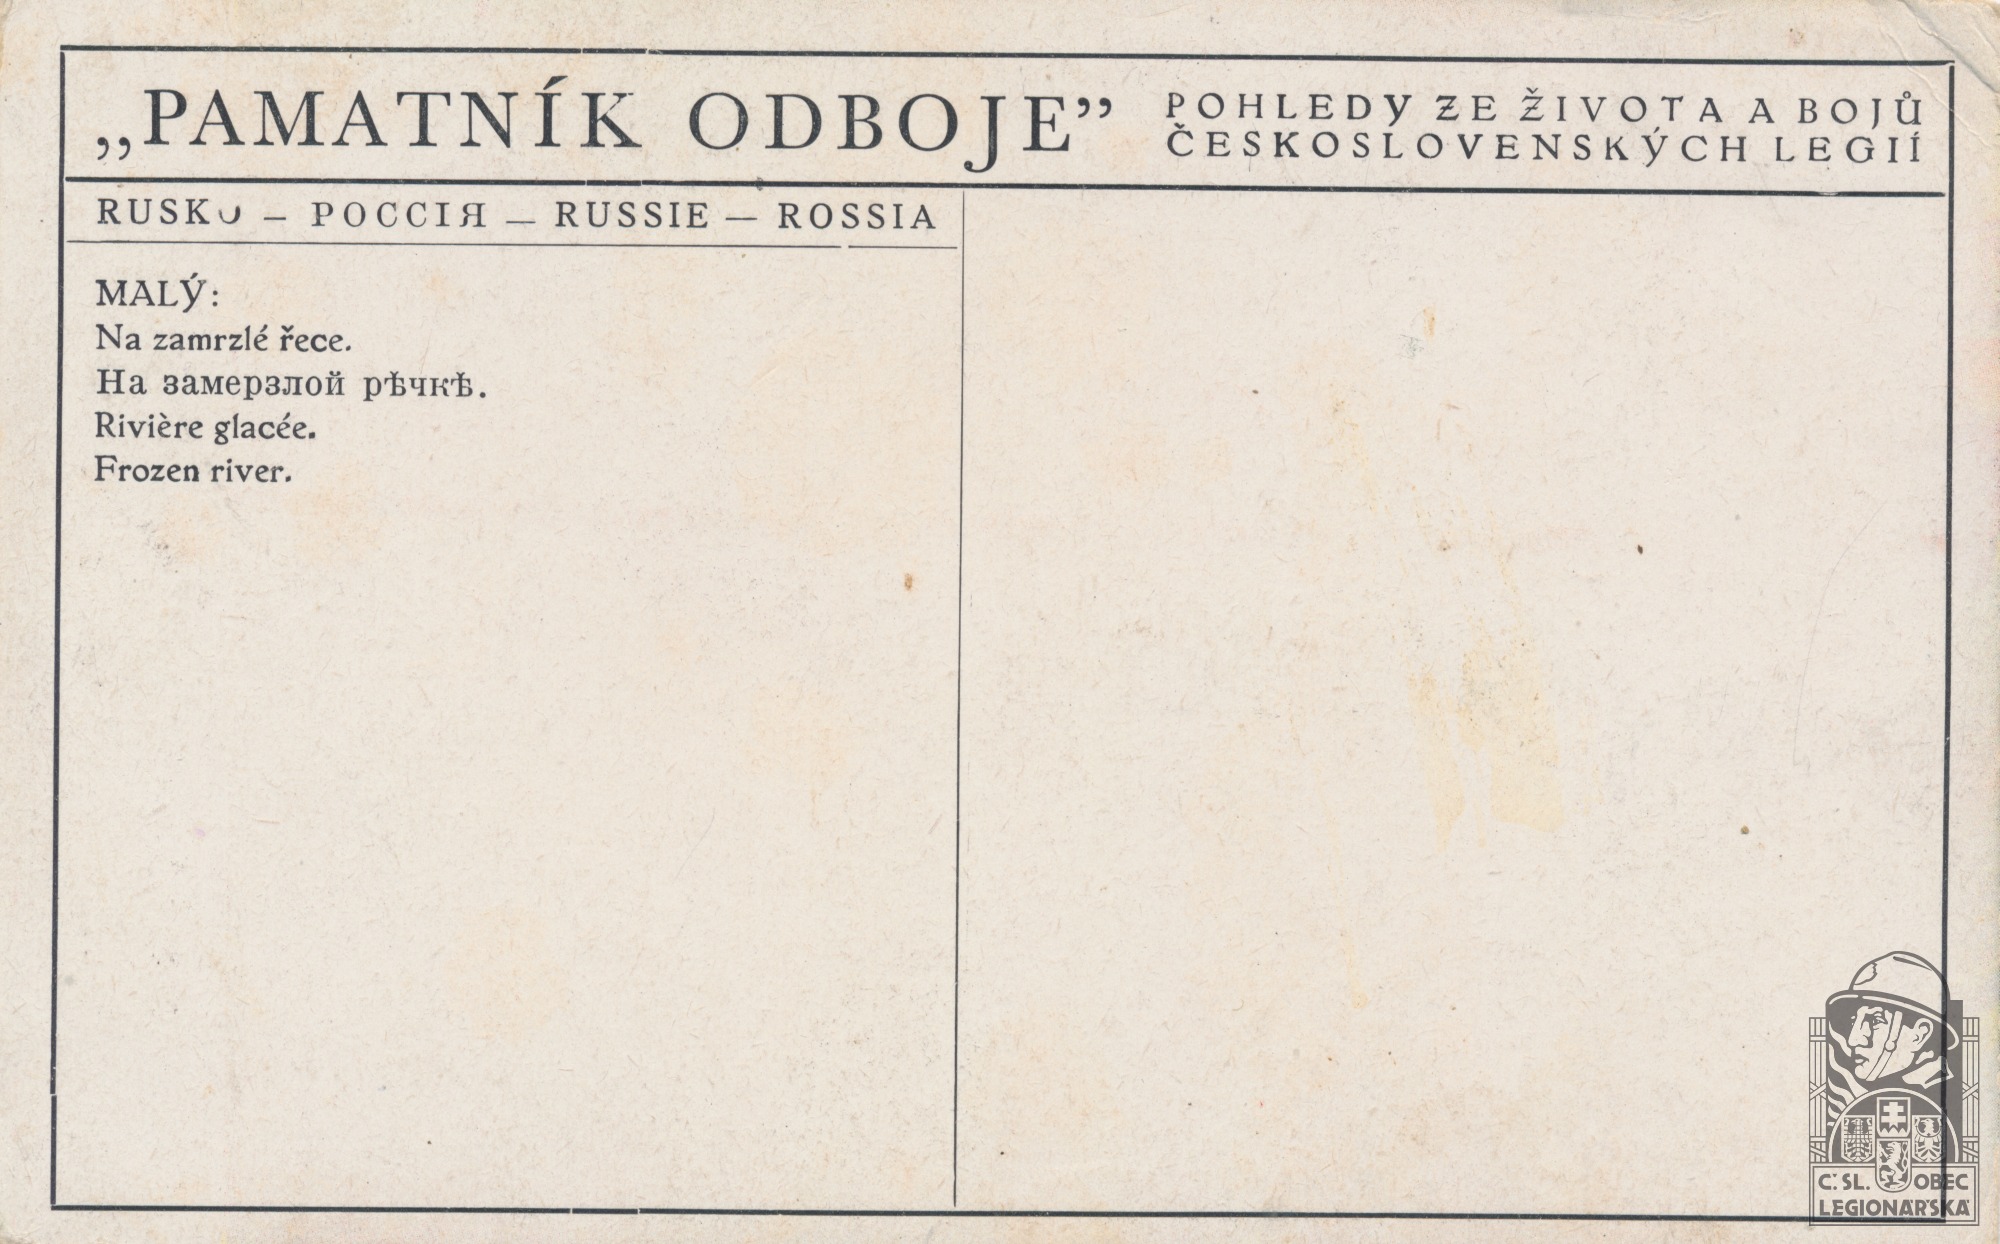 „PAMATNÍK ODBOJE”
POHLEDY ZE ŽIVOTA A BOJŮ
ČESKOSLOVENSKÝCH LEGIÍ
RUSKO – РОССІЯ – RUSSIE – ROSSIA
MALÝ:
Na zamrzlé řece.
На замерзлой рѣчкѣ.
Rivière glacée.
Frozen river.
Č. SL. OBEC
LEGIONÁŘSKÁ